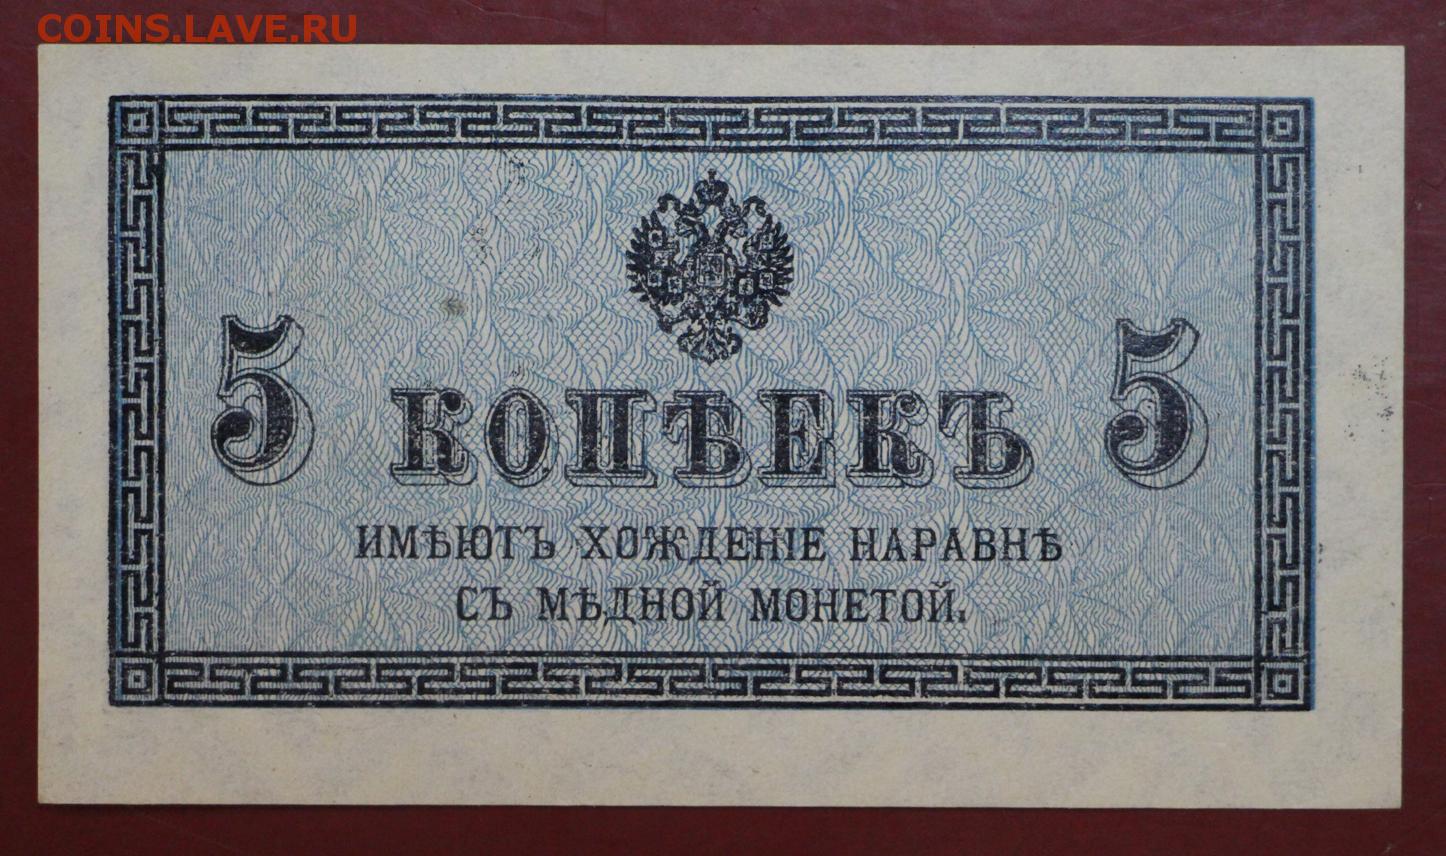 COINS.LAVE.RU
5 КОПѢЕКЪ 5
ИМѢЮТЪ ХОЖДЕНІЕ НАРАВНѢ
СЪ МѢДНОЙ МОНЕТОЙ.